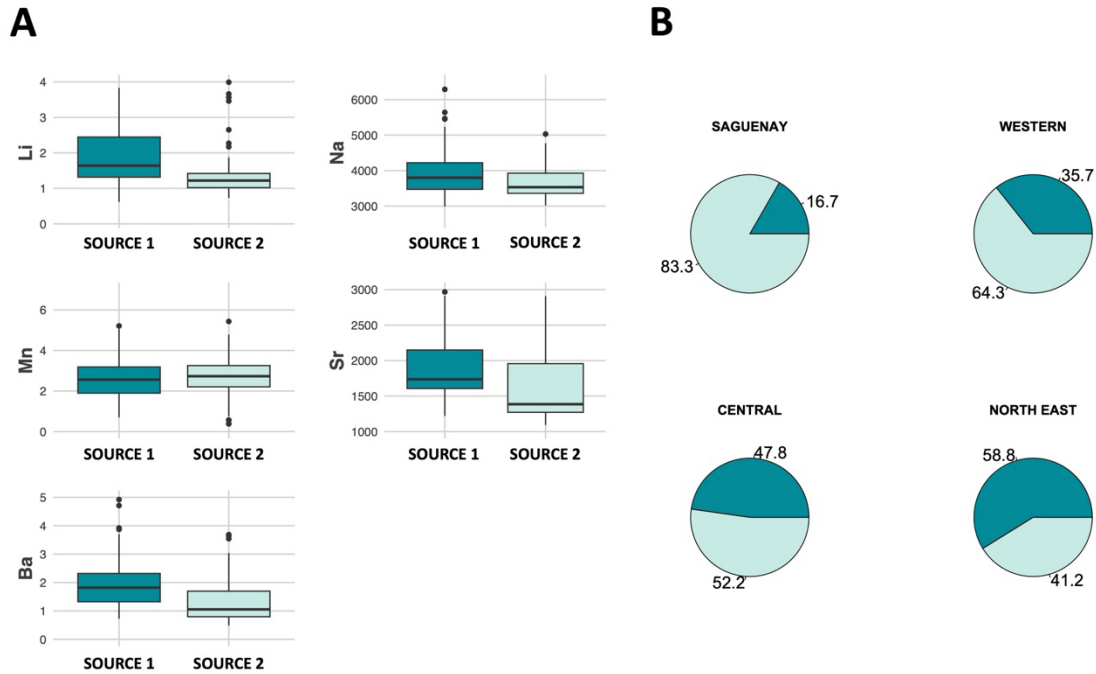 A
Li
4
3
2
1
0
SOURCE 1 SOURCE 2
Na
6000
5000
4000
3000
SOURCE 1 SOURCE 2
Mn
6
4
2
0
SOURCE 1 SOURCE 2
Sr
3000
2500
2000
1500
1000
SOURCE 1 SOURCE 2
Ba
5
4
3
2
1
0
SOURCE 1 SOURCE 2
B
SAGUENAY
16.7
83.3
WESTERN
35.7
64.3
CENTRAL
47.8
52.2
NORTH EAST
58.8
41.2